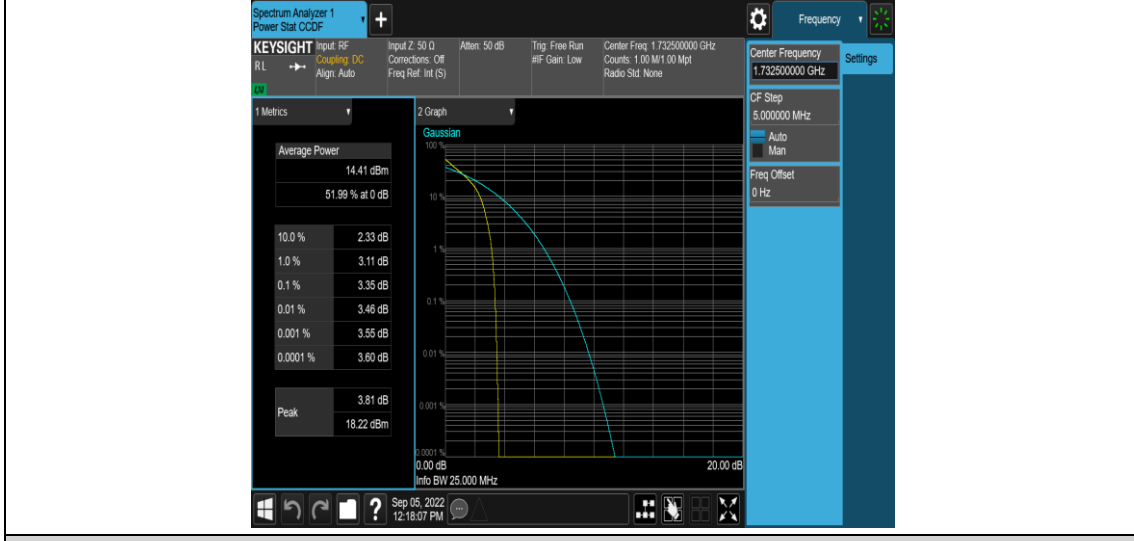 Spectrum Analyzer 1
Power Stat CCDF
+
Frequency
KEYSIGHT
RL
Input: RF
Coupling: DC
Align: Auto
Input Z: 50 Ω
Corrections: Off
Freq Ref: Int (S)
Atten: 50 dB
Trig: Free Run
#IF Gain: Low
Center Freq: 1.732500000 GHz
Counts: 1.00 M/1.00 Mpt
Radio Std: None
Center Frequency
1.732500000 GHz
Settings
CF Step
5.000000 MHz
Auto
Man
Freq Offset
0 Hz
1 Metrics
Average Power
14.41 dBm
51.99 % at 0 dB
10.0 % 2.33 dB
1.0 % 3.11 dB
0.1 % 3.35 dB
0.01 % 3.46 dB
0.001 % 3.55 dB
0.0001 % 3.60 dB
Peak
3.81 dB
18.22 dBm
2 Graph
Gaussian
100 %
10 %
1 %
0.1 %
0.01 %
0.001 %
0.0001 %
0.00 dB
20.00 dB
Info BW 25.000 MHz
?
Sep 05, 2022
12:18:07 PM